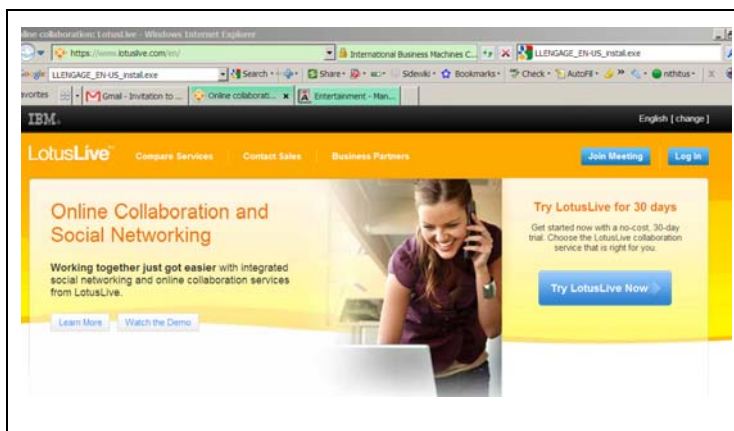 line collaboration: LotusLive - Windows Internet Explorer
https://www.lotuslive.com/en/
International Business Machines C...
LLENGAGE_EN-US_instal.exe
LLENGAGE_EN-US_instal.exe
Search
Share
Sidewiki
Bookmarks
Check
AutoFill
nthitus
avorites
Gmail - Invitation to ...
Online collaborati...
Entertainment - Man...
IBM
English [ change ]
LotusLive
Compare Services
Contact Sales
Business Partners
Join Meeting
Log In
Online Collaboration and
Social Networking
Working together just got easier with integrated
social networking and online collaboration services
from LotusLive.
Learn More
Watch the Demo
Try LotusLive for 30 days
Get started now with a no-cost, 30-day
trial. Choose the LotusLive collaboration
service that is right for you.
Try LotusLive Now